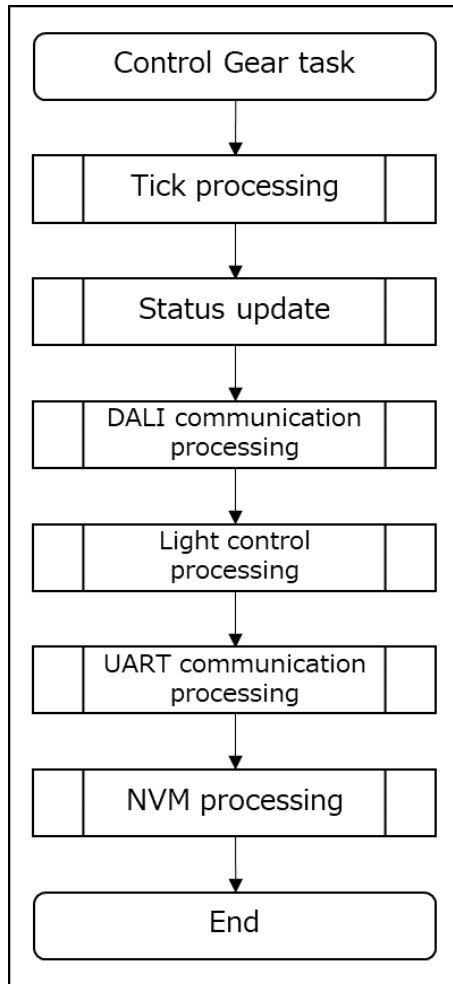 Control Gear task
Tick processing
Status update
DALI communication
processing
Light control
processing
UART communication
processing
NVM processing
End